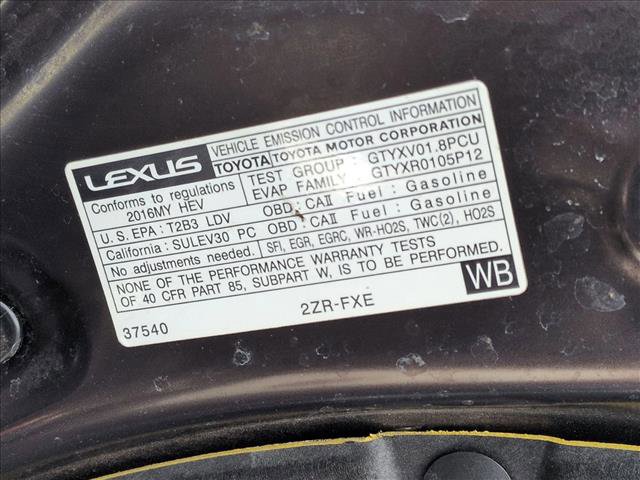 LEXUS VEHICLE EMISSION CONTROL INFORMATION
TOYOTA TOYOTA MOTOR CORPORATION
Conforms to regulations TEST GROUP : GTYXV01.8PCU
2016MY HEV EVAP FAMILY : GTYXR0105P12
U.S. EPA : T2B3 LDV OBD : CAII Fuel : Gasoline
California : SULEV30 PC OBD : CAII Fuel : Gasoline
No adjustments needed. SFI, EGR, EGRC, WR-HO2S, TWC(2), HO2S
NONE OF THE PERFORMANCE WARRANTY TESTS
OF 40 CFR PART 85, SUBPART W, IS TO BE PERFORMED.
WB
37540 2ZR-FXE